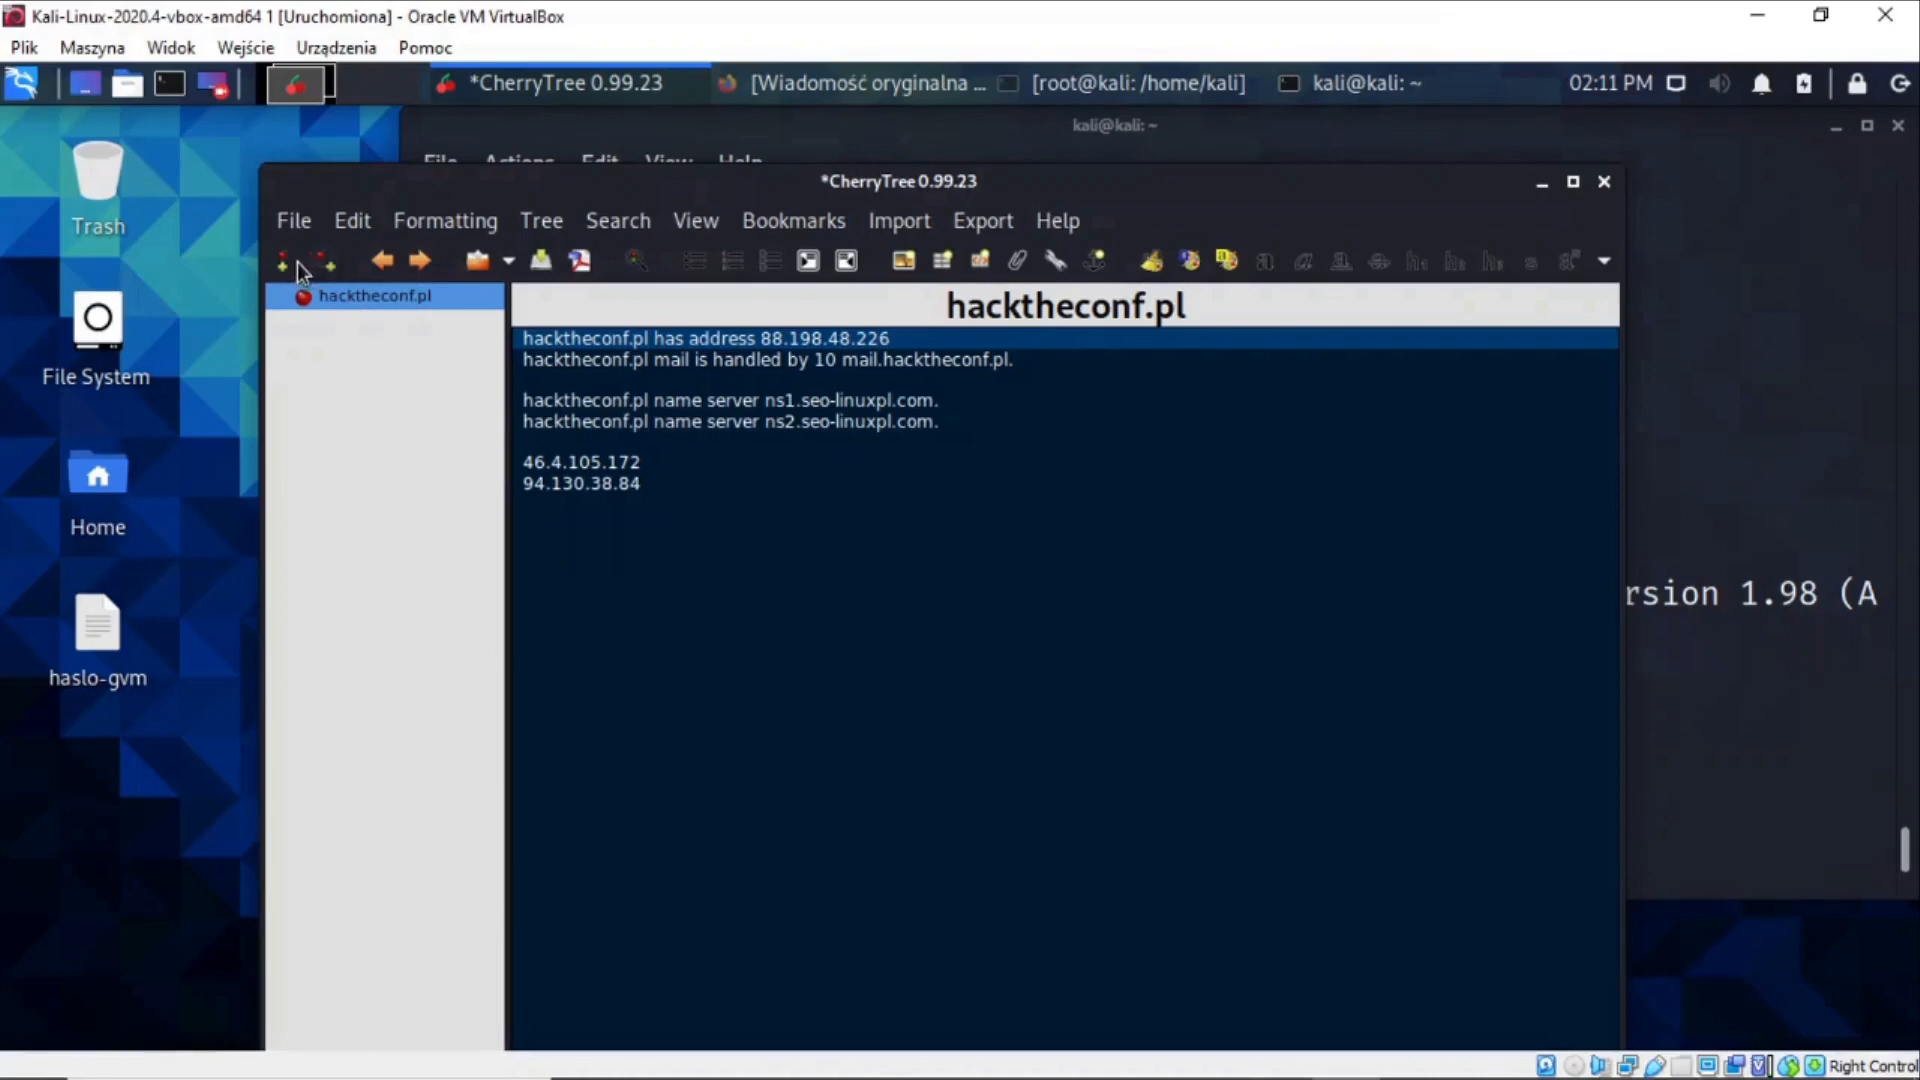 Kali-Linux-2020.4-vbox-amd64 1 [Uruchomiona] - Oracle VM VirtualBox
Plik Maszyna Widok Wejście Urządzenia Pomoc
*CherryTree 0.99.23 [Wiadomość oryginalna ... [root@kali: /home/kali] kali@kali: ~ 02:11 PM
kali@kali: ~
File Actions Edit View Help
*CherryTree 0.99.23
File Edit Formatting Tree Search View Bookmarks Import Export Help
hacktheconf.pl
hacktheconf.pl
hacktheconf.pl has address 88.198.48.226
hacktheconf.pl mail is handled by 10 mail.hacktheconf.pl.
hacktheconf.pl name server ns1.seo-linuxpl.com.
hacktheconf.pl name server ns2.seo-linuxpl.com.
46.4.105.172
94.130.38.84
rsion 1.98 (A
Trash
File System
Home
haslo-gvm
Right Control